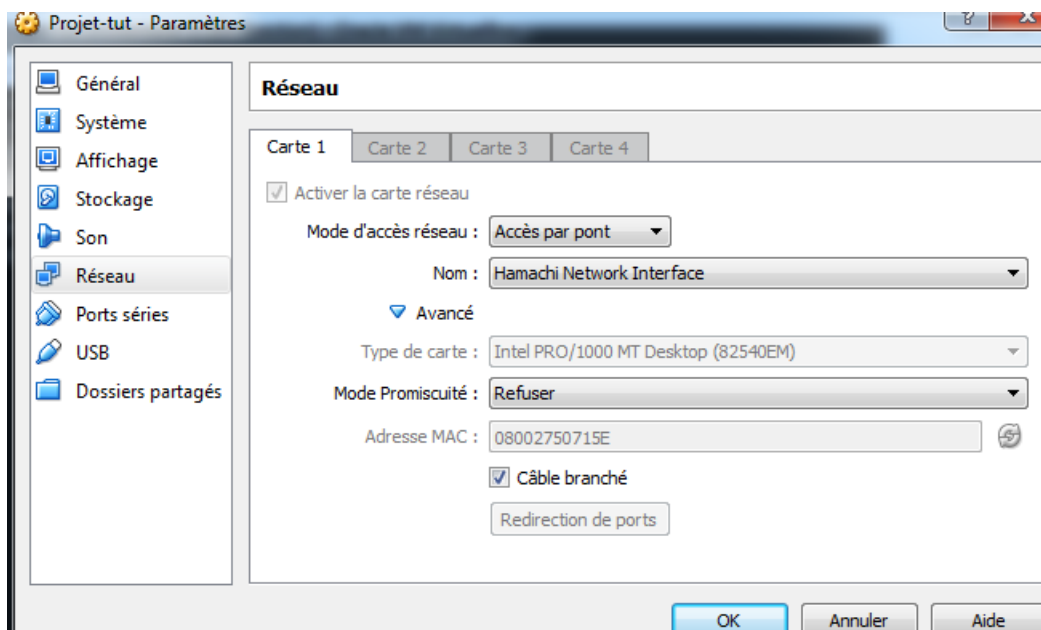 Projet-tut - Paramètres
Général
Système
Affichage
Stockage
Son
Réseau
Ports séries
USB
Dossiers partagés
Réseau
Carte 1 Carte 2 Carte 3 Carte 4
Activer la carte réseau
Mode d'accès réseau : Accès par pont
Nom : Hamachi Network Interface
Avancé
Type de carte : Intel PRO/1000 MT Desktop (82540EM)
Mode Promiscuité : Refuser
Adresse MAC : 08002750715E
Câble branché
Redirection de ports
OK Annuler Aide